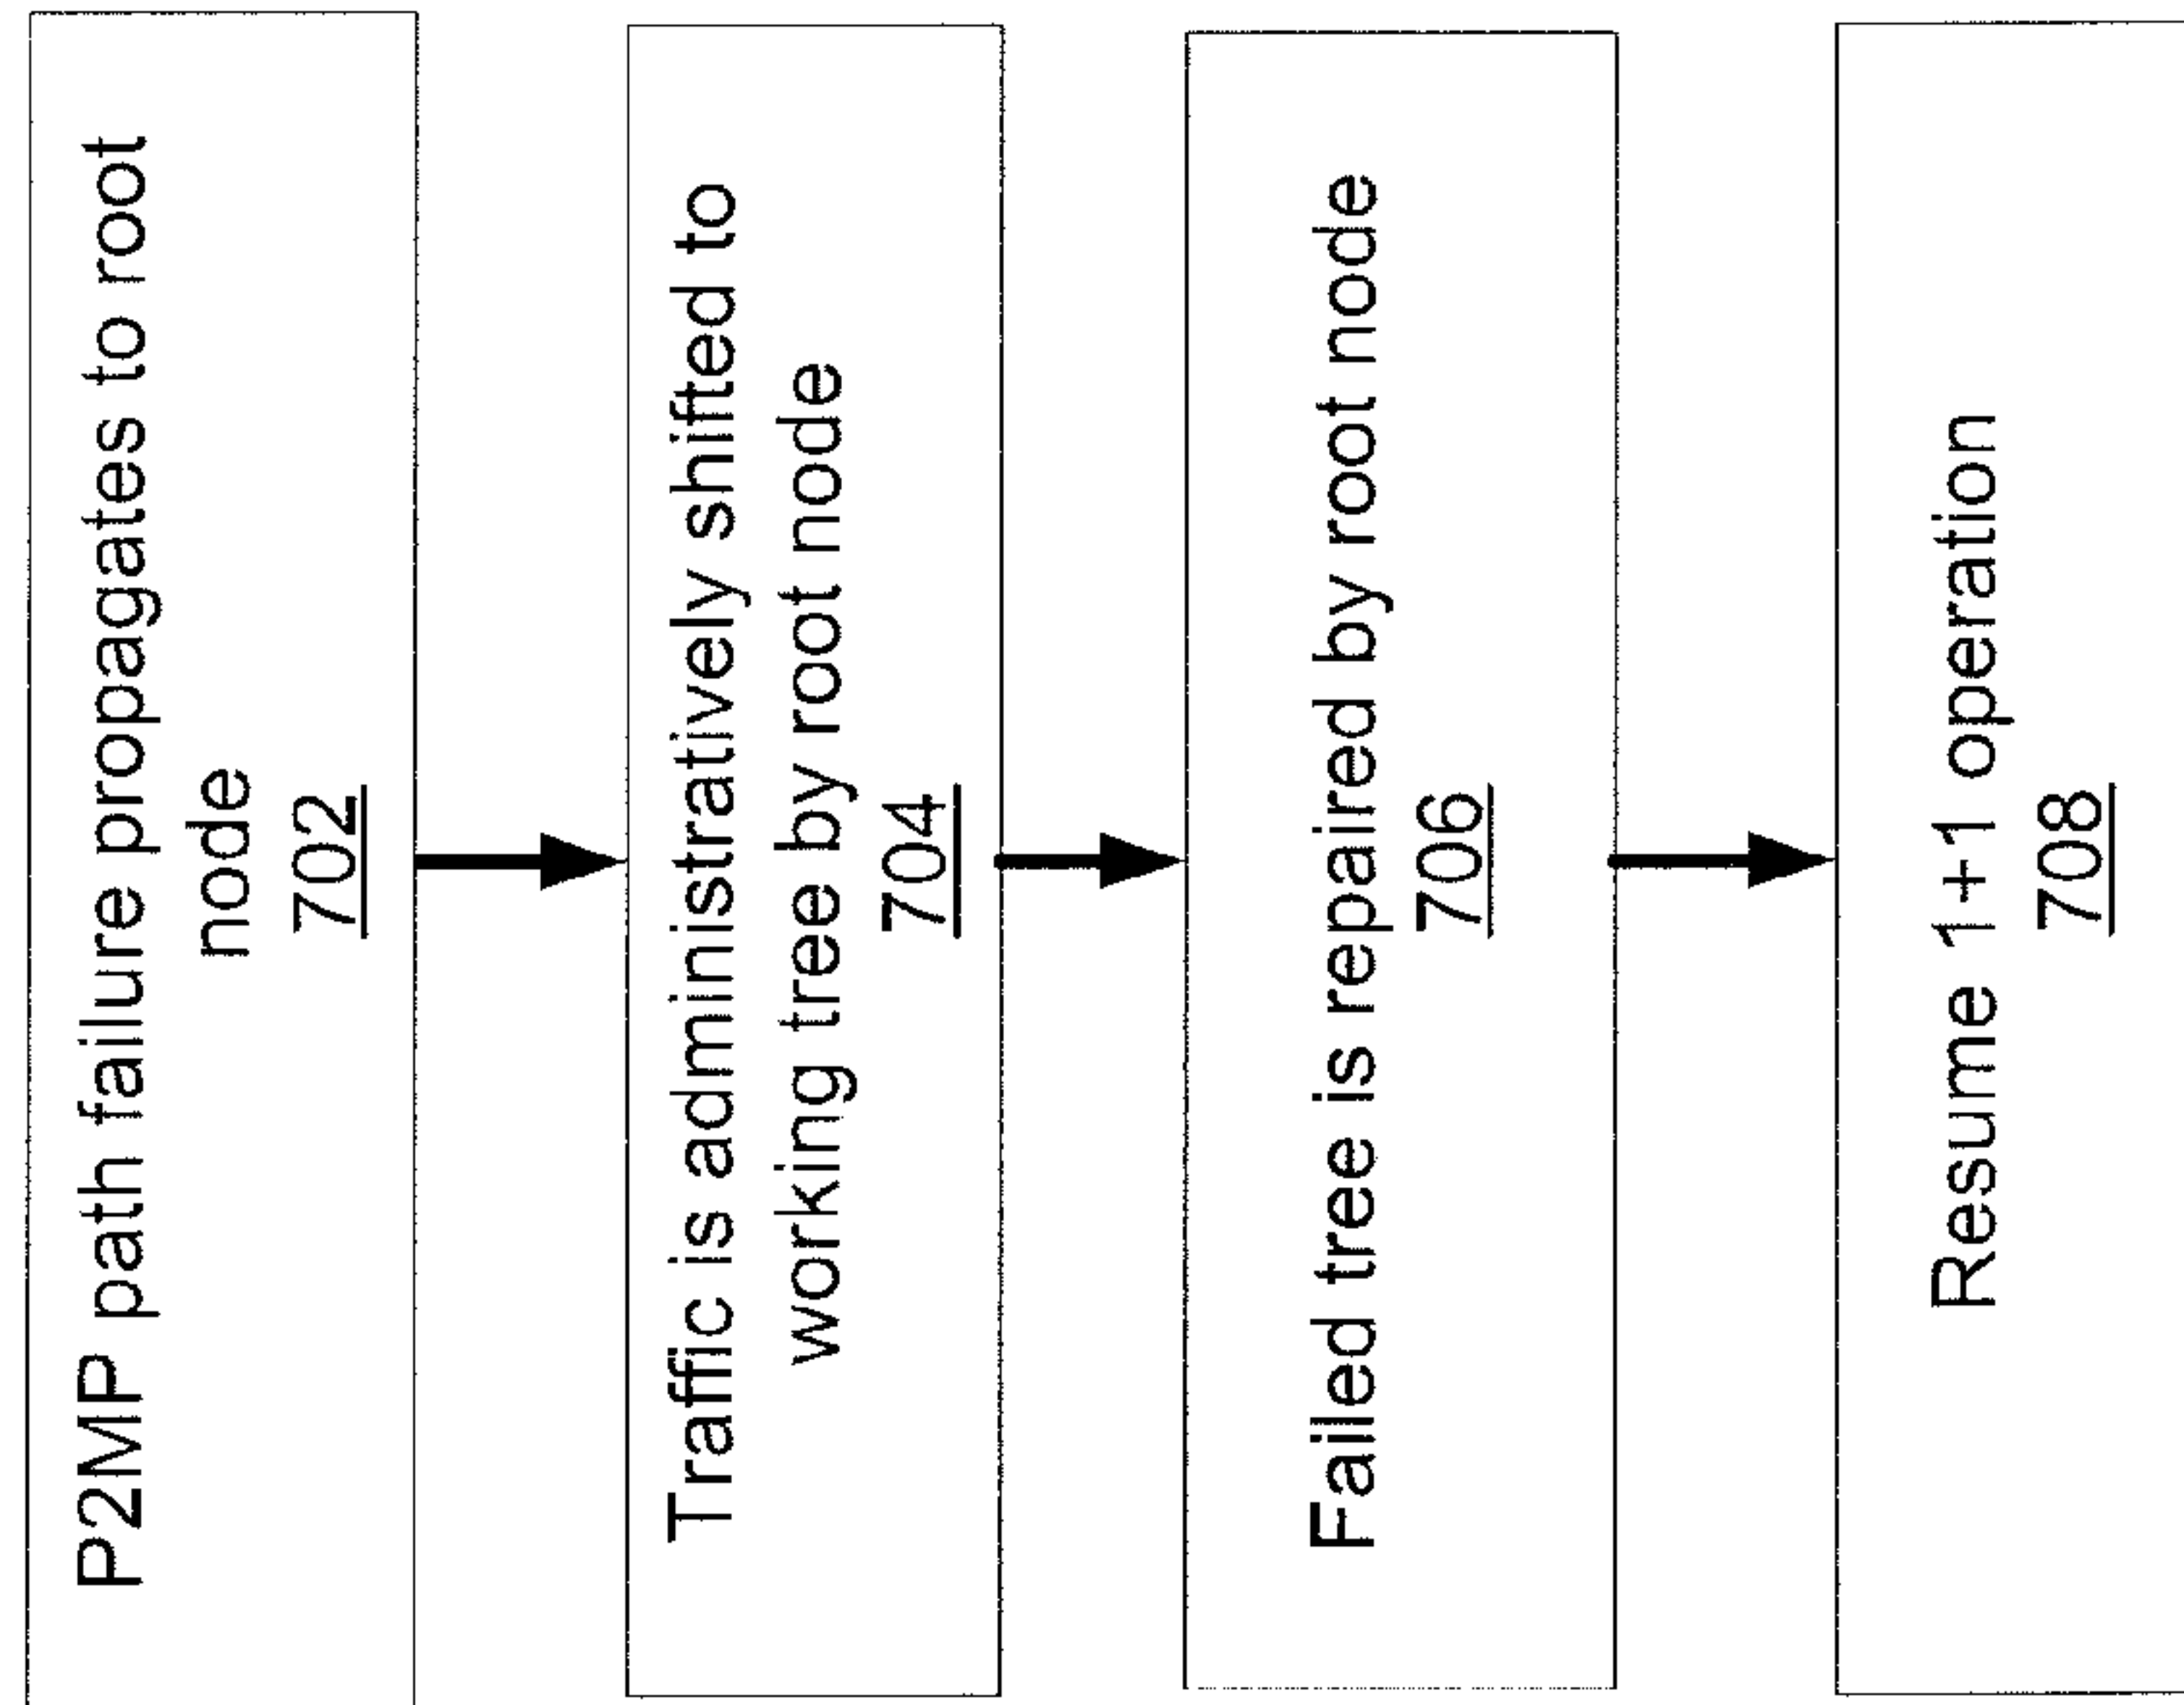 P2MP path failure propagates to root
node
702
Traffic is administratively shifted to
working tree by root node
704
Failed tree is repaired by root node
706
Resume 1+1 operation
708